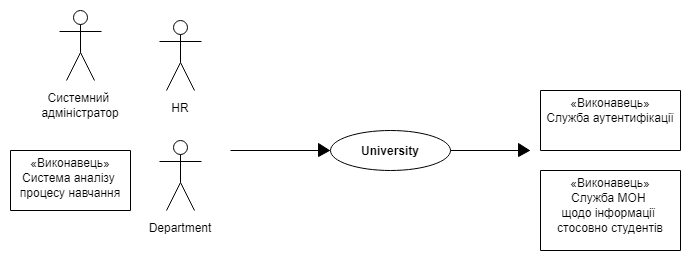 Системний
адміністратор
HR
«Виконавець»
Система аналізу
процесу навчання
Department
University
«Виконавець»
Служба аутентифікації
«Виконавець»
Служба МОН
щодо інформації
стосовно студентів